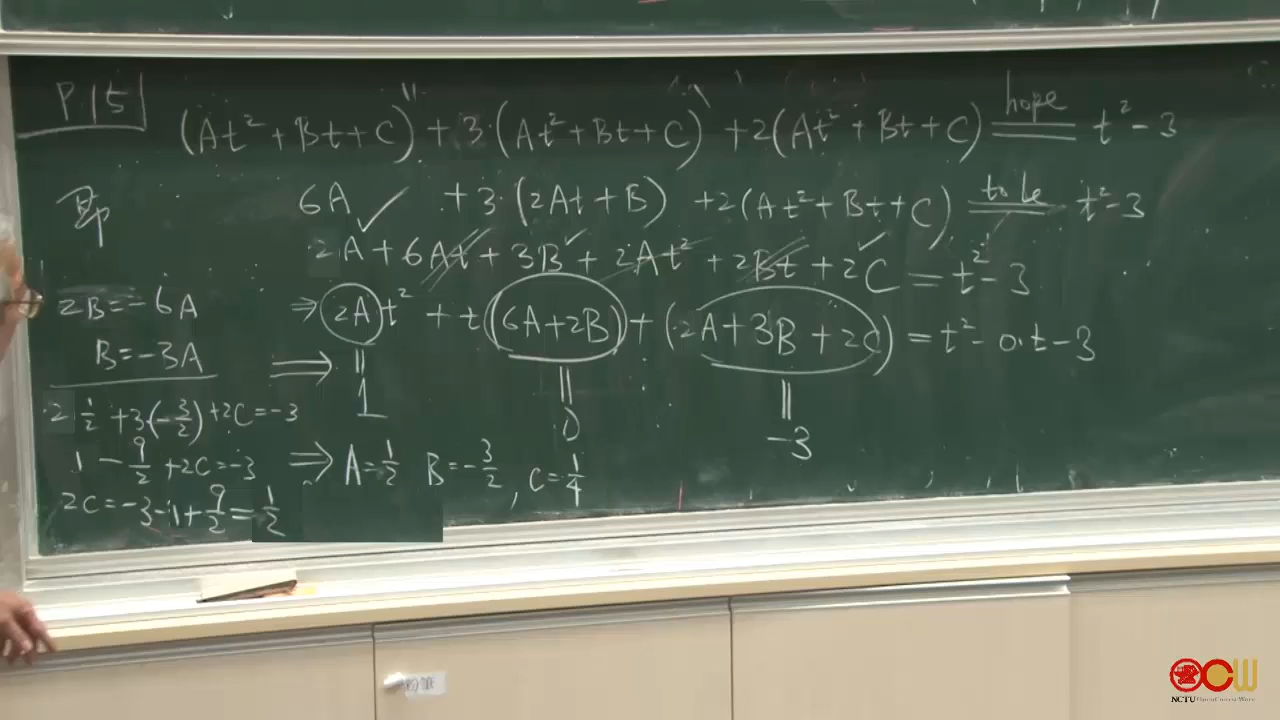 P15
(At² + Bt + C)'' + 3·(At² + Bt + C)' + 2(At² + Bt + C) hope = t² - 3
即 6A ✓ + 3·(2At + B) + 2(At² + Bt + C) to be = t² - 3
2A + 6At + 3B + 2At² + 2Bt + 2C = t² - 3
2B = -6A
⇒ 2A t² + t(6A + 2B) + (2A + 3B + 2C) = t² - 0·t - 3
B = -3A
⇒ 1 0 -3
2 1/2 + 3(-3/2) + 2C = -3
1 - 9/2 + 2C = -3
⇒ A = 1/2 B = -3/2, C = 1/4
2C = -3 - 1 + 9/2 = 1/2
OCW
NCTU OpenCourseWare